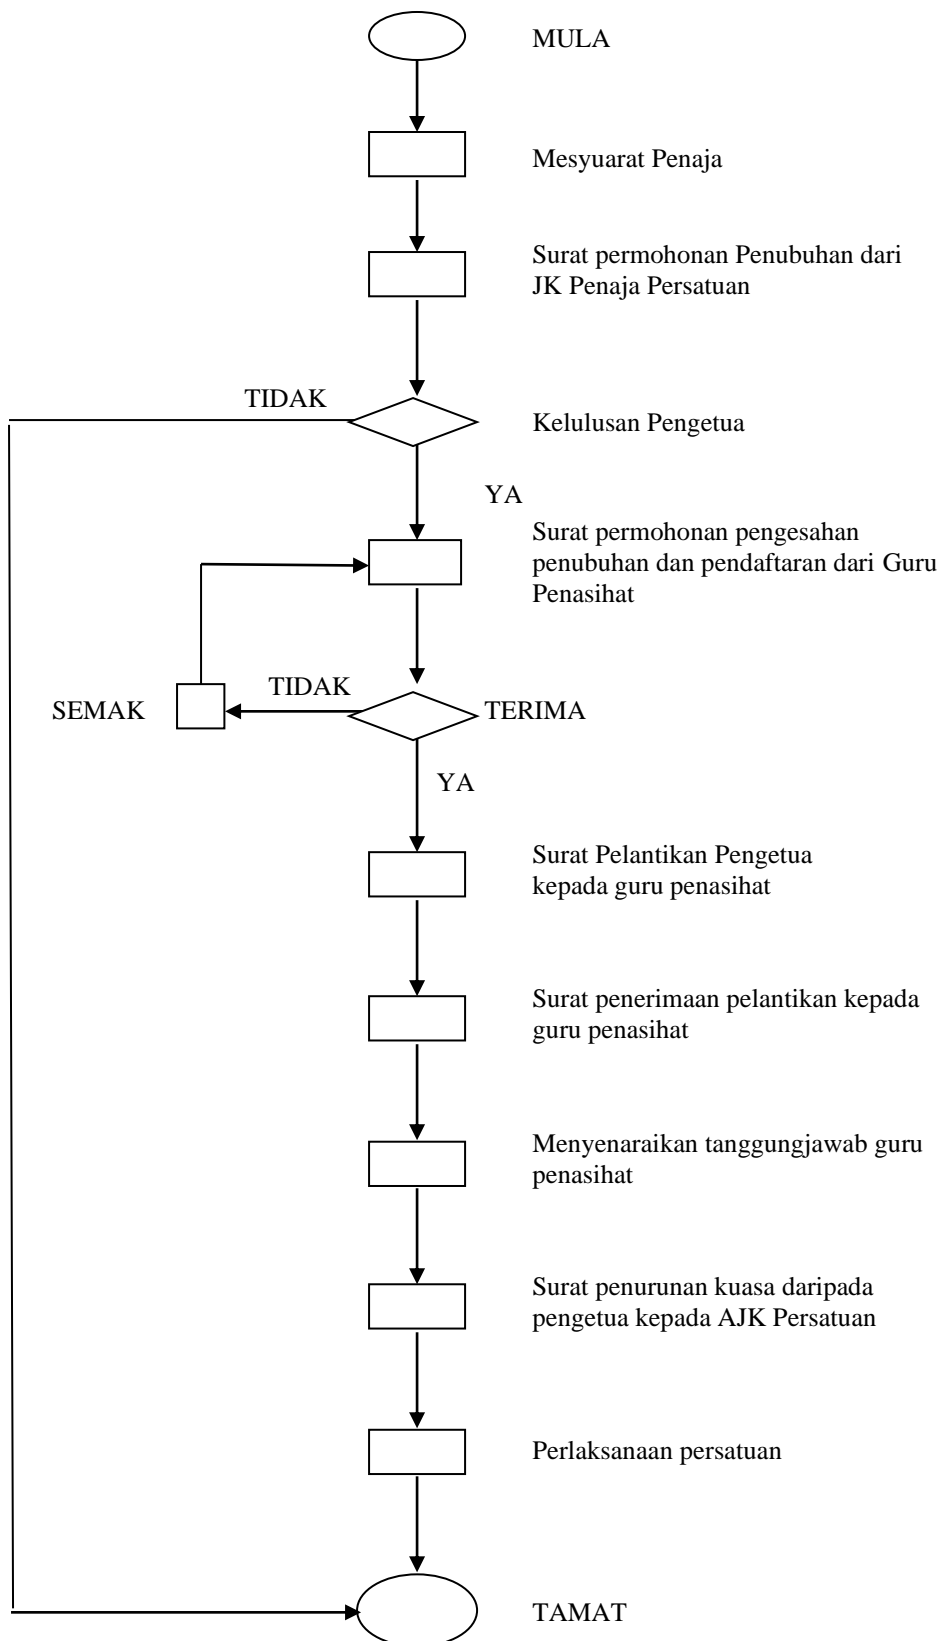 MULA
Mesyuarat Penaja
Surat permohonan Penubuhan dari
JK Penaja Persatuan
TIDAK
Kelulusan Pengetua
YA
Surat permohonan pengesahan
penubuhan dan pendaftaran dari Guru
Penasihat
TIDAK
SEMAK
TERIMA
YA
Surat Pelantikan Pengetua
kepada guru penasihat
Surat penerimaan pelantikan kepada
guru penasihat
Menyenaraikan tanggungjawab guru
penasihat
Surat penurunan kuasa daripada
pengetua kepada AJK Persatuan
Perlaksanaan persatuan
TAMAT